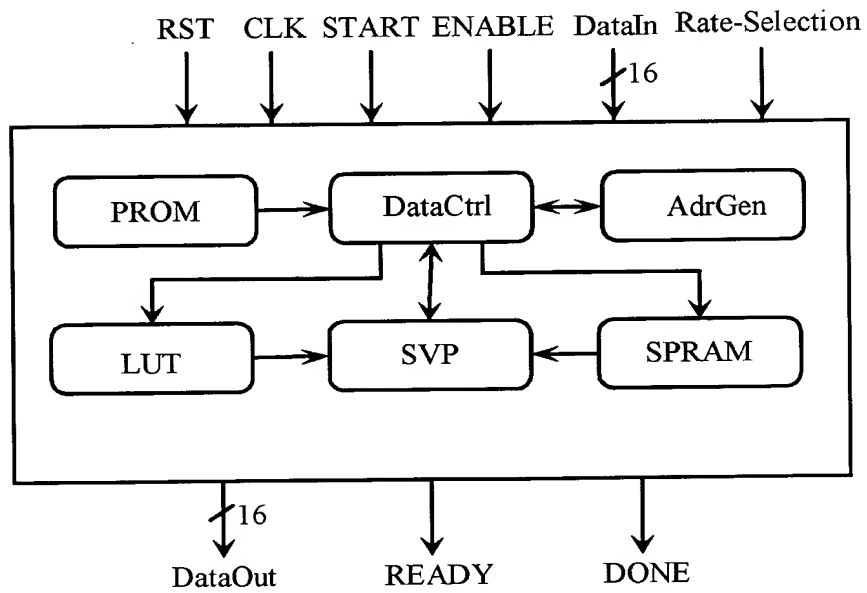 RST CLK START ENABLE DataIn Rate-Selection
16
PROM DataCtrl AdrGen
LUT SVP SPRAM
16
DataOut READY DONE